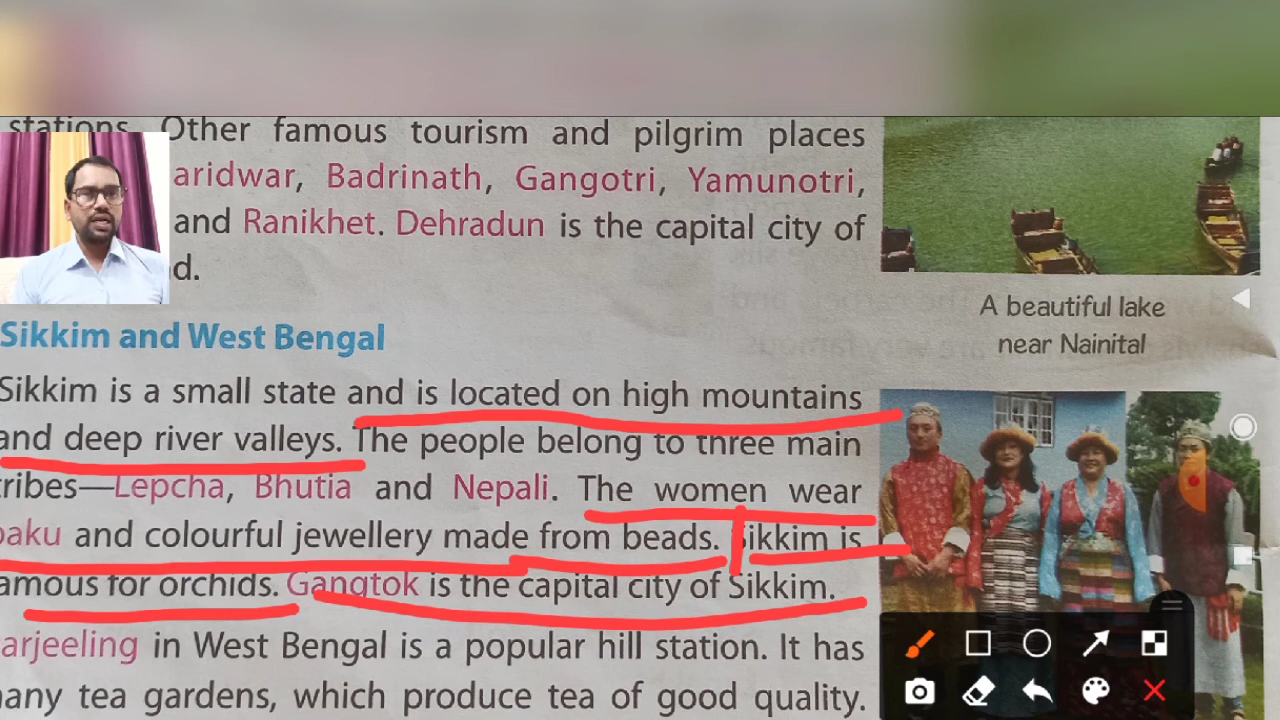 stations. Other famous tourism and pilgrim places
aridwar, Badrinath, Gangotri, Yamunotri,
and Ranikhet. Dehradun is the capital city of
d.
Sikkim and West Bengal
Sikkim is a small state and is located on high mountains
and deep river valleys. The people belong to three main
tribes—Lepcha, Bhutia and Nepali. The women wear
baku and colourful jewellery made from beads. Sikkim is
amous for orchids. Gangtok is the capital city of Sikkim.
arjeeling in West Bengal is a popular hill station. It has
many tea gardens, which produce tea of good quality.
A beautiful lake
near Nainital